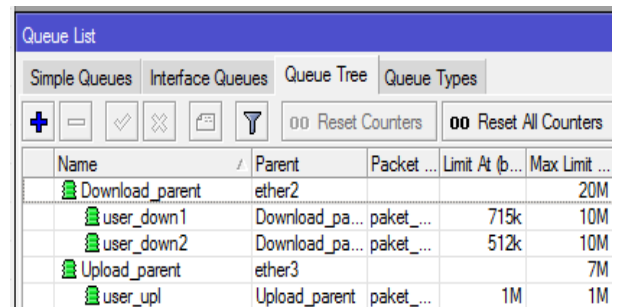 Queue List
Simple Queues Interface Queues Queue Tree Queue Types
00 Reset Counters 00 Reset All Counters
Name Parent Packet ... Limit At (b... Max Limit ...
Download_parent ether2 20M
user_down1 Download_pa... paket_... 715k 10M
user_down2 Download_pa... paket_... 512k 10M
Upload_parent ether3 7M
user_upl Upload_parent paket_... 1M 1M